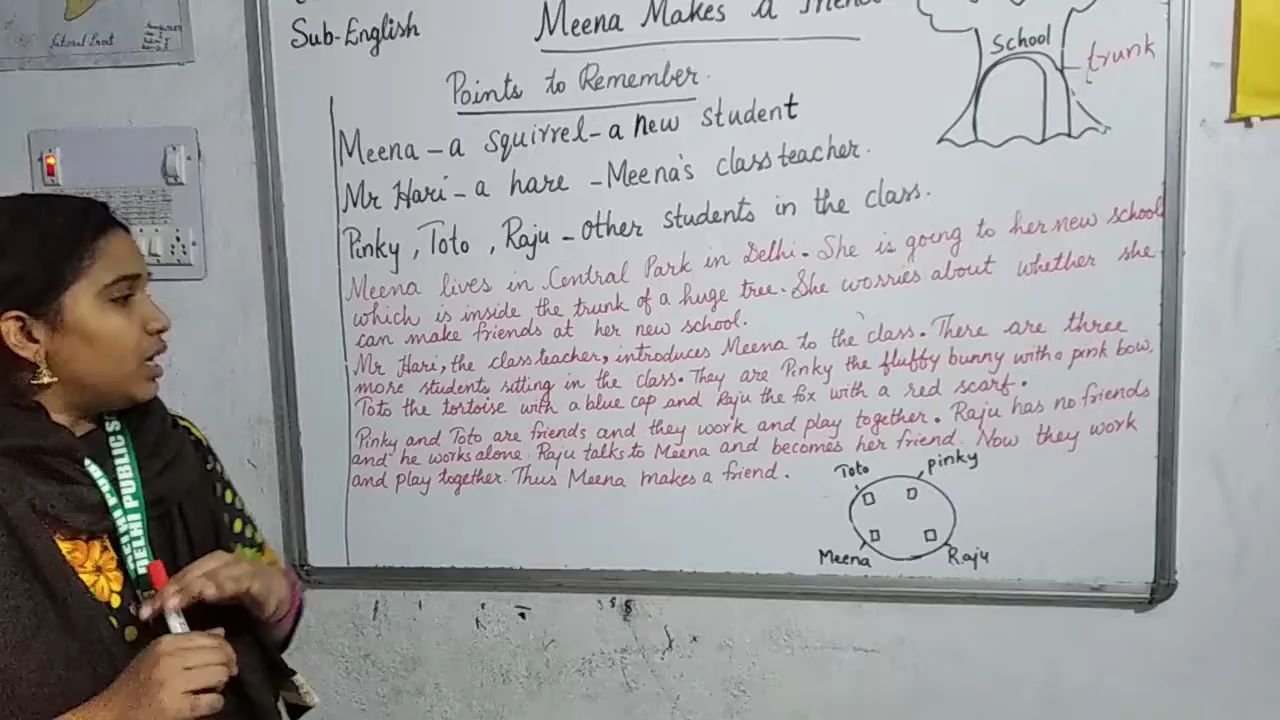 National Fruit
Sub-English
Meena Makes a Friend
School
trunk
Points to Remember.
Meena – a squirrel – a new student
Mr Hari – a hare – Meena's class teacher.
Pinky, Toto, Raju – other students in the class.
Meena lives in Central Park in Delhi. She is going to her new school
which is inside the trunk of a huge tree. She worries about whether she
can make friends at her new school.
Mr Hari, the class teacher, introduces Meena to the class. There are three
more students sitting in the class. They are Pinky the fluffy bunny with a pink bow,
Toto the tortoise with a blue cap and Raju the fox with a red scarf.
Pinky and Toto are friends and they work and play together. Raju has no friends
and he works alone. Raju talks to Meena and becomes her friend. Now they work
and play together. Thus Meena makes a friend.
Toto
Pinky
Meena
Raju
DELHI PUBLIC S